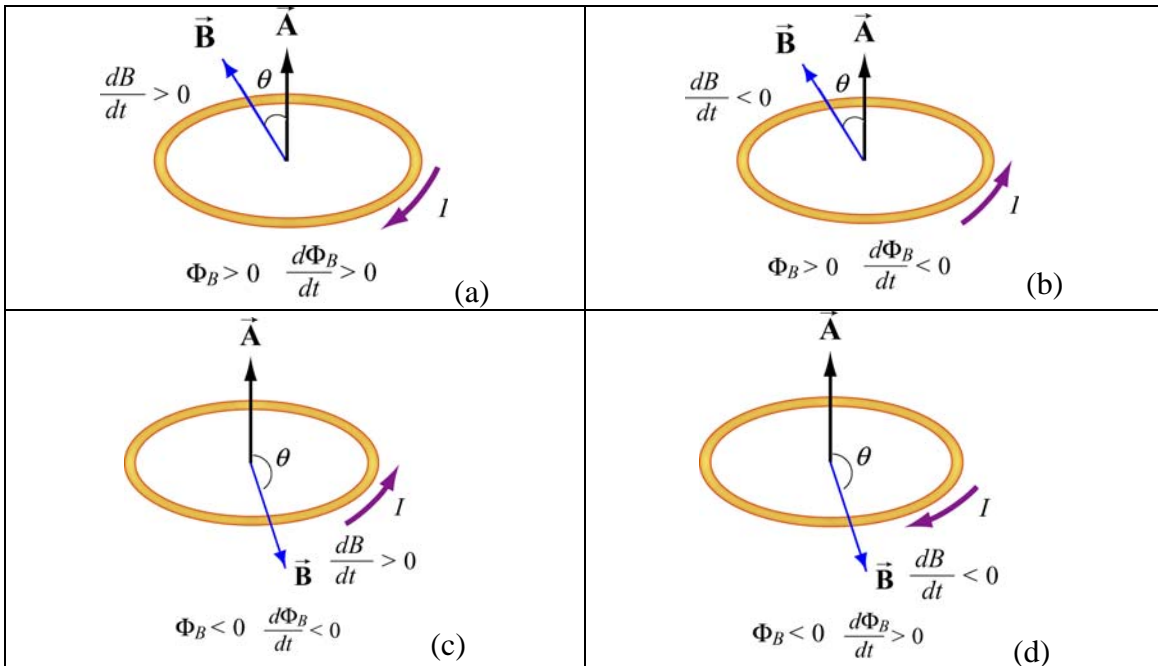 B⃗ A⃗
θ
dB/dt > 0
I
Φ_B > 0 dΦ_B/dt > 0
(a)
B⃗ A⃗
θ
dB/dt < 0
I
Φ_B > 0 dΦ_B/dt < 0
(b)
A⃗
θ
I
B⃗ dB/dt > 0
Φ_B < 0 dΦ_B/dt < 0
(c)
A⃗
θ
I
B⃗ dB/dt < 0
Φ_B < 0 dΦ_B/dt > 0
(d)